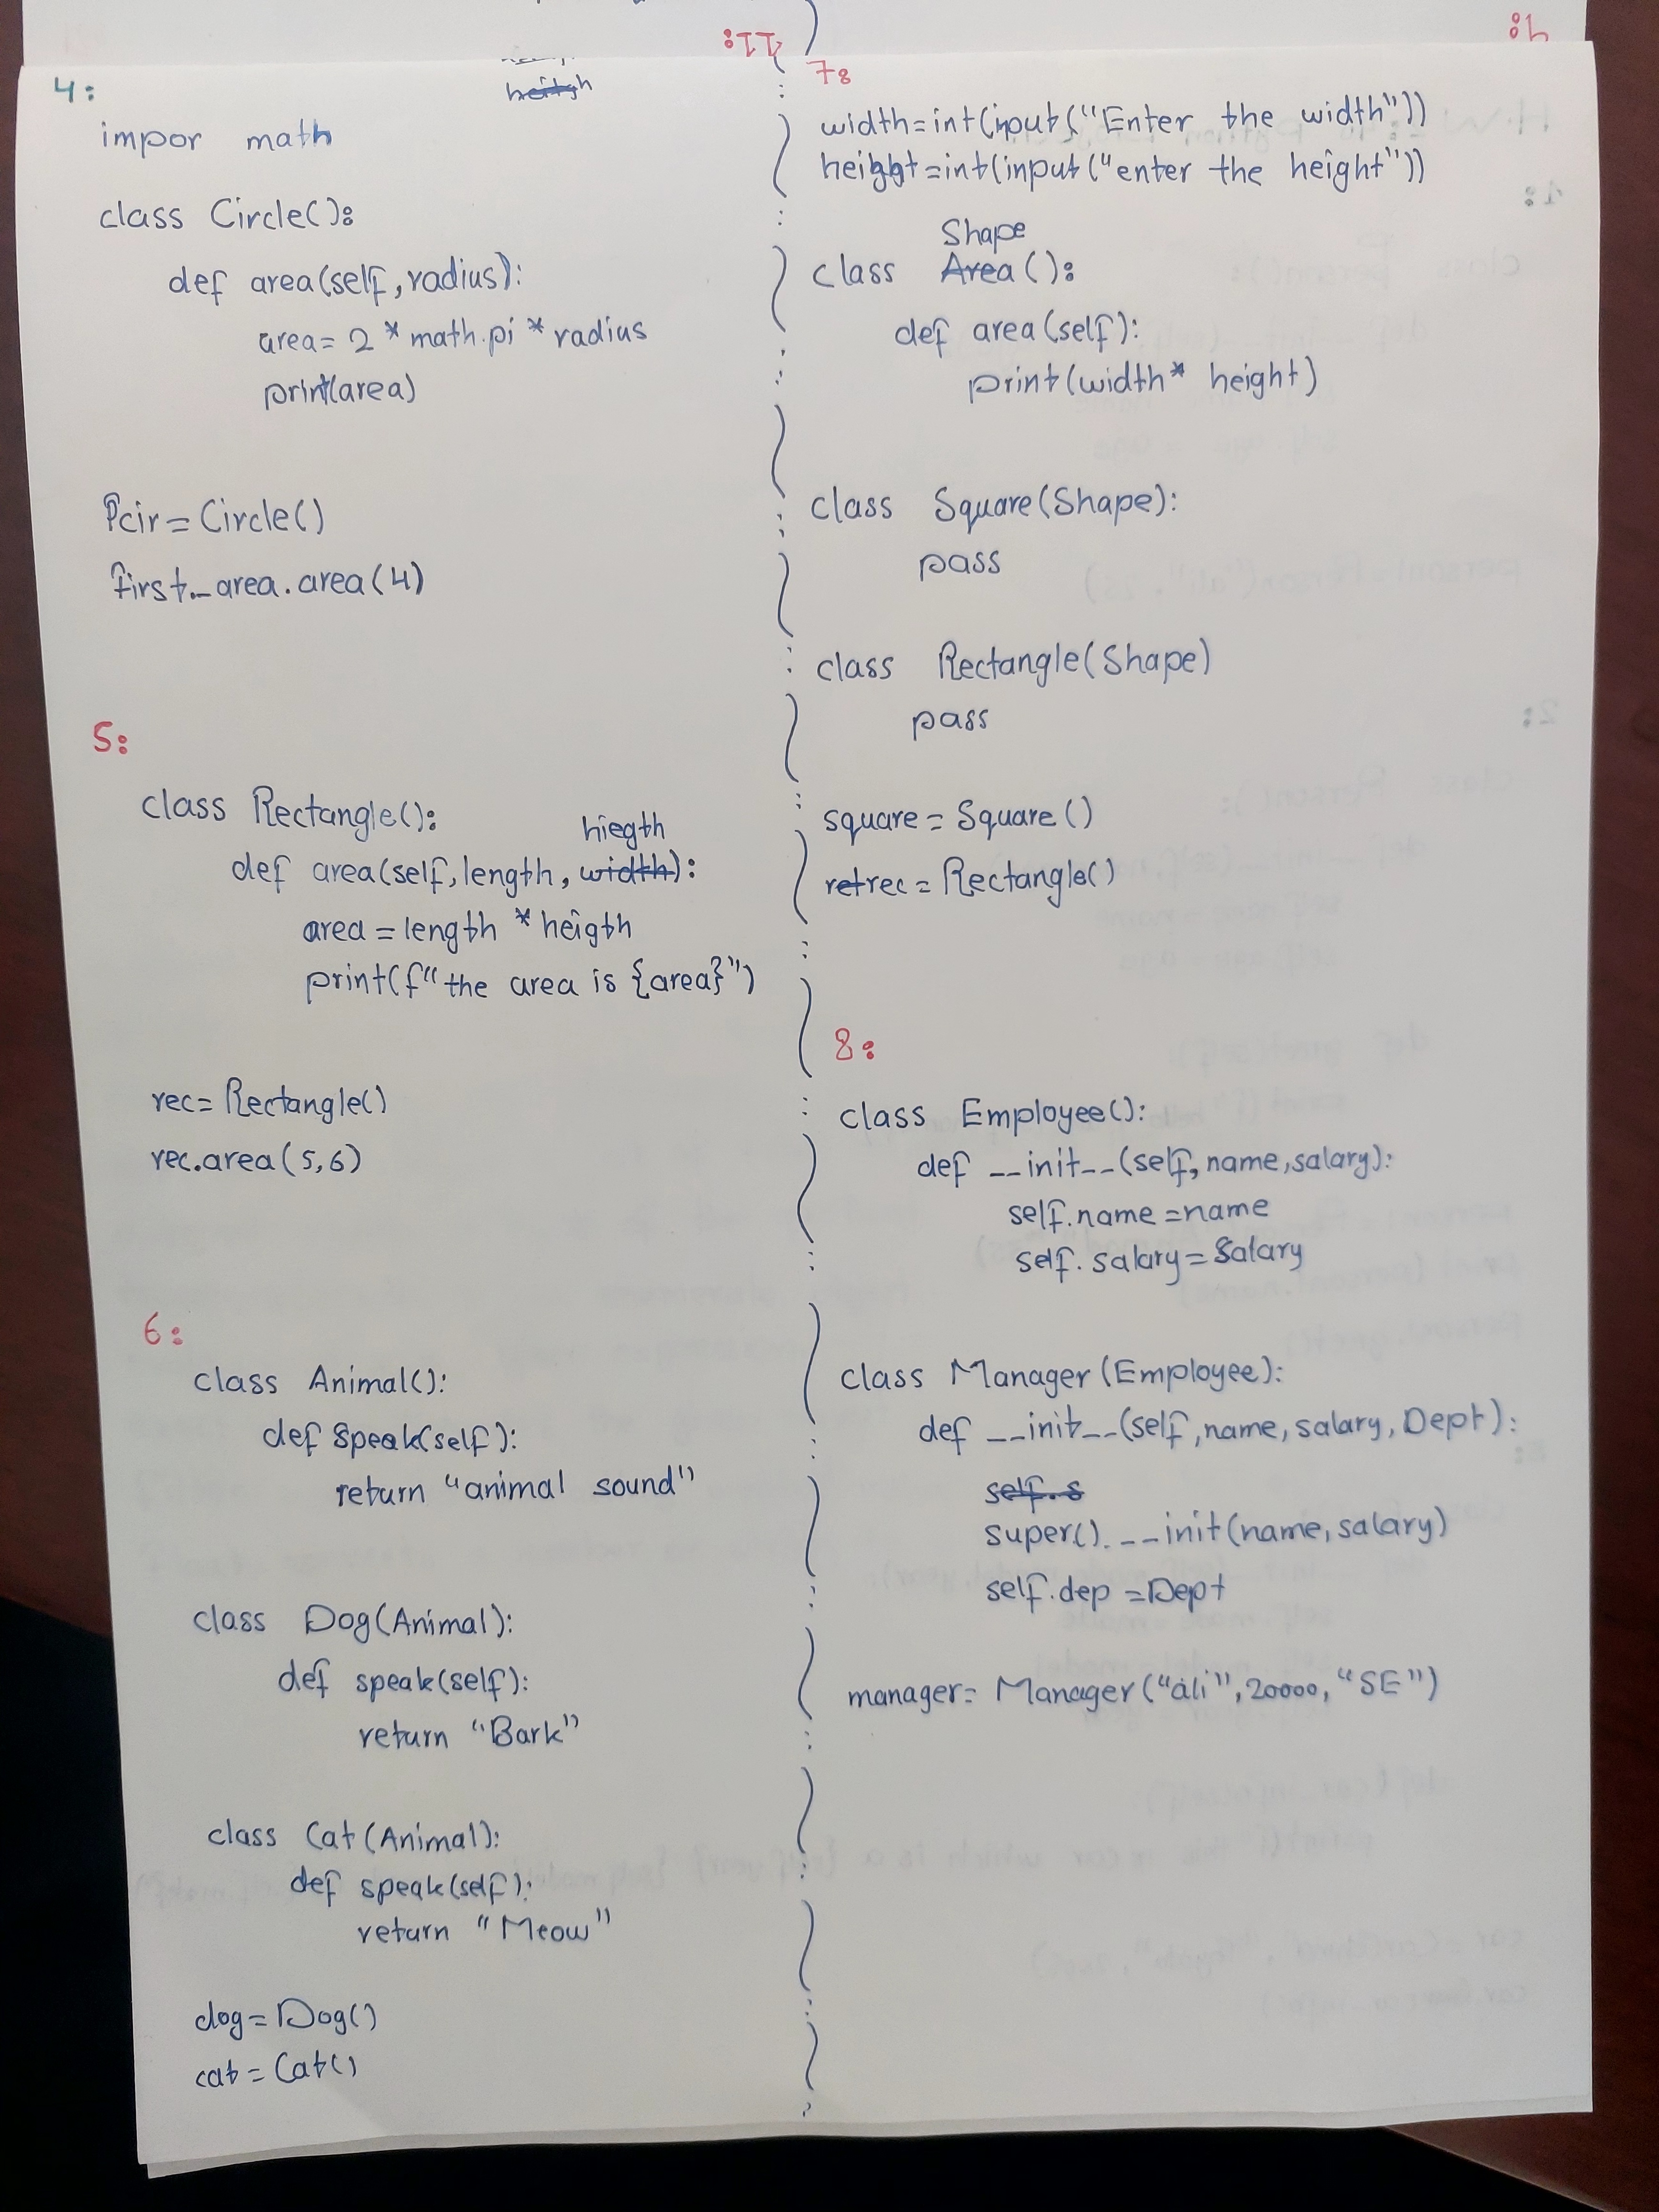 4:
impor math
class Circle():
def area(self, radius):
area= 2 * math.pi * radius
print(area)
Pcir = Circle()
first_area.area(4)
5:
class Rectangle():
hiegth
def area(self, length, width):
area = length * heigth
print(f"the area is {area}")
rec= Rectangle()
rec.area(5,6)
6:
class Animal():
def speak(self):
return "animal sound"
class Dog(Animal):
def speak(self):
return "Bark"
class Cat(Animal):
def speak(self):
return "Meow"
dog= Dog()
cat = Cat()
11:
7:
width=int(input("Enter the width"))
height=int(input("enter the height"))
Shape
class Area():
def area(self):
print(width* height)
class Square(Shape):
pass
class Rectangle(Shape)
pass
square = Square()
retrec = Rectangle()
8:
class Employee():
def __init__(self, name, salary):
self.name =name
self.salary= Salary
class Manager(Employee):
def __init__(self, name, salary, Dept):
self.s
super().__init(name, salary)
self.dep =Dept
manager= Manager("ali", 20000, "SE")